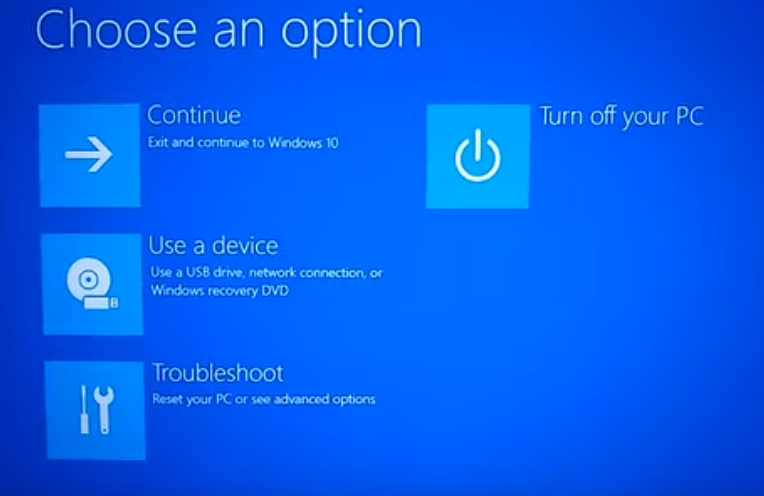 Choose an option
Continue
Exit and continue to Windows 10
Turn off your PC
Use a device
Use a USB drive, network connection, or
Windows recovery DVD
Troubleshoot
Reset your PC or see advanced options